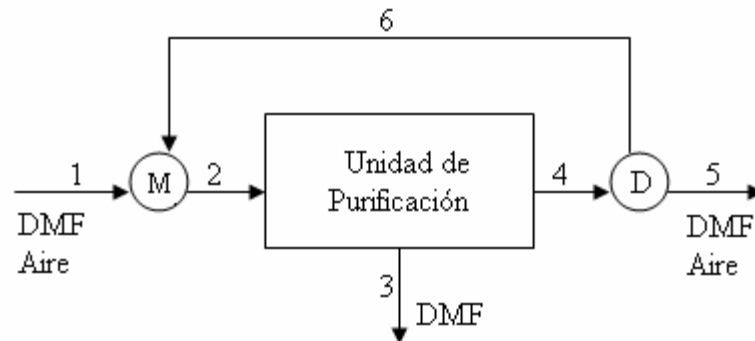 6
1
M
2
Unidad de
Purificación
4
D
5
DMF
Aire
DMF
Aire
3
DMF